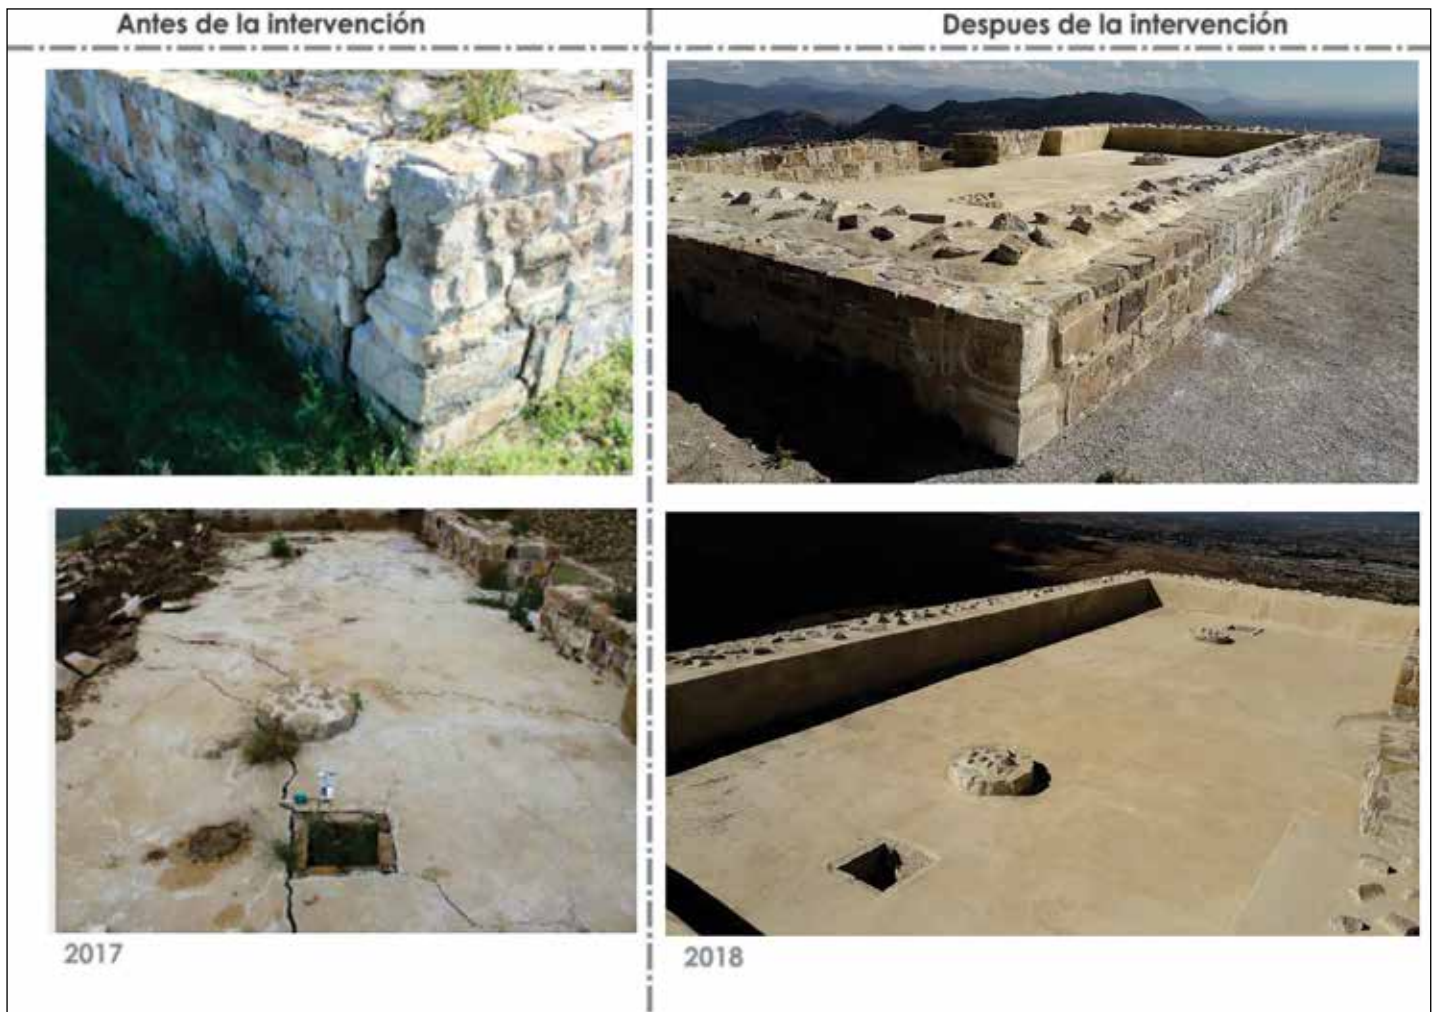 Antes de la intervención
Despues de la intervención
2017
2018